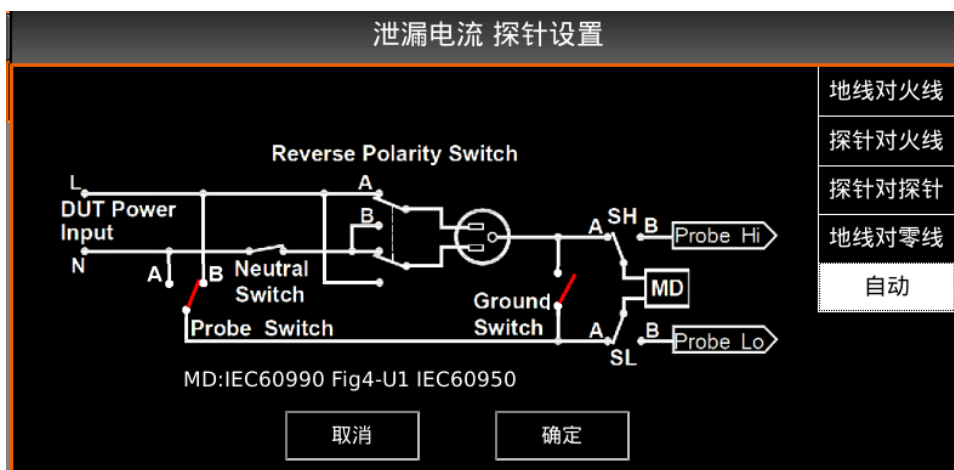 泄漏电流 探针设置
地线对火线
探针对火线
探针对探针
地线对零线
自动
Reverse Polarity Switch
L
A
DUT Power
Input
B
N
A
B
Neutral
Switch
Probe Switch
Ground
Switch
A
SH
B
Probe Hi
MD
A
B
Probe Lo
SL
MD:IEC60990 Fig4-U1 IEC60950
取消
确定